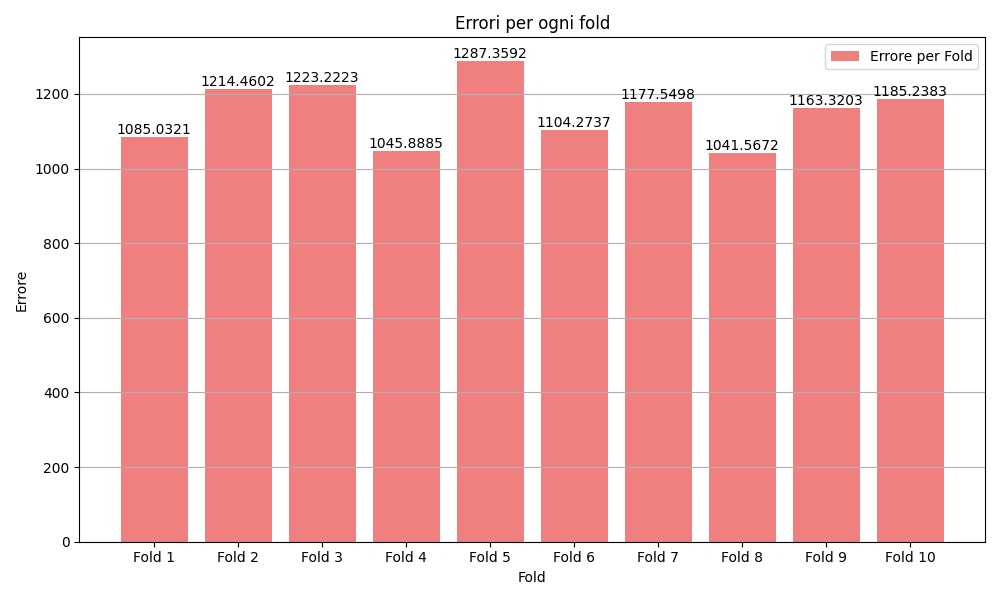 Errori per ogni fold
Errore per Fold
1085.0321
1214.4602
1223.2223
1045.8885
1287.3592
1104.2737
1177.5498
1041.5672
1163.3203
1185.2383
1200
1000
800
600
400
200
0
Errore
Fold 1
Fold 2
Fold 3
Fold 4
Fold 5
Fold 6
Fold 7
Fold 8
Fold 9
Fold 10
Fold